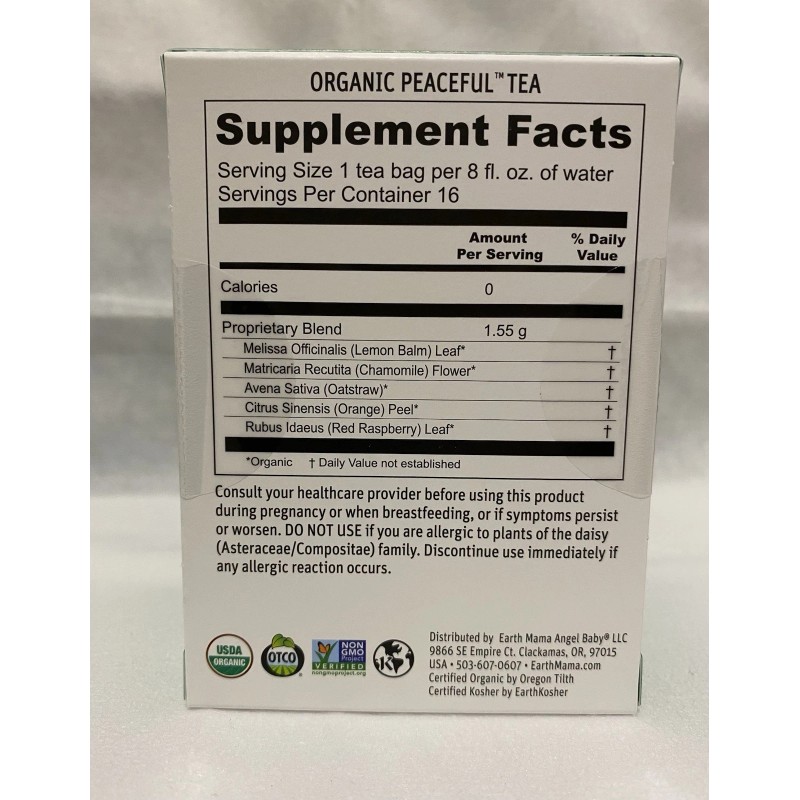 ORGANIC PEACEFUL™ TEA
Supplement Facts
Serving Size 1 tea bag per 8 fl. oz. of water
Servings Per Container 16
Amount Per Serving % Daily Value
Calories 0
Proprietary Blend 1.55 g
Melissa Officinalis (Lemon Balm) Leaf* †
Matricaria Recutita (Chamomile) Flower* †
Avena Sativa (Oatstraw)* †
Citrus Sinensis (Orange) Peel* †
Rubus Idaeus (Red Raspberry) Leaf* †
*Organic † Daily Value not established
Consult your healthcare provider before using this product
during pregnancy or when breastfeeding, or if symptoms persist
or worsen. DO NOT USE if you are allergic to plants of the daisy
(Asteraceae/Compositae) family. Discontinue use immediately if
any allergic reaction occurs.
USDA
ORGANIC
OTCO
NON
GMO
Project
VERIFIED
nongmoproject.org
K
Distributed by Earth Mama Angel Baby® LLC
9866 SE Empire Ct. Clackamas, OR, 97015
USA • 503-607-0607 • EarthMama.com
Certified Organic by Oregon Tilth
Certified Kosher by EarthKosher